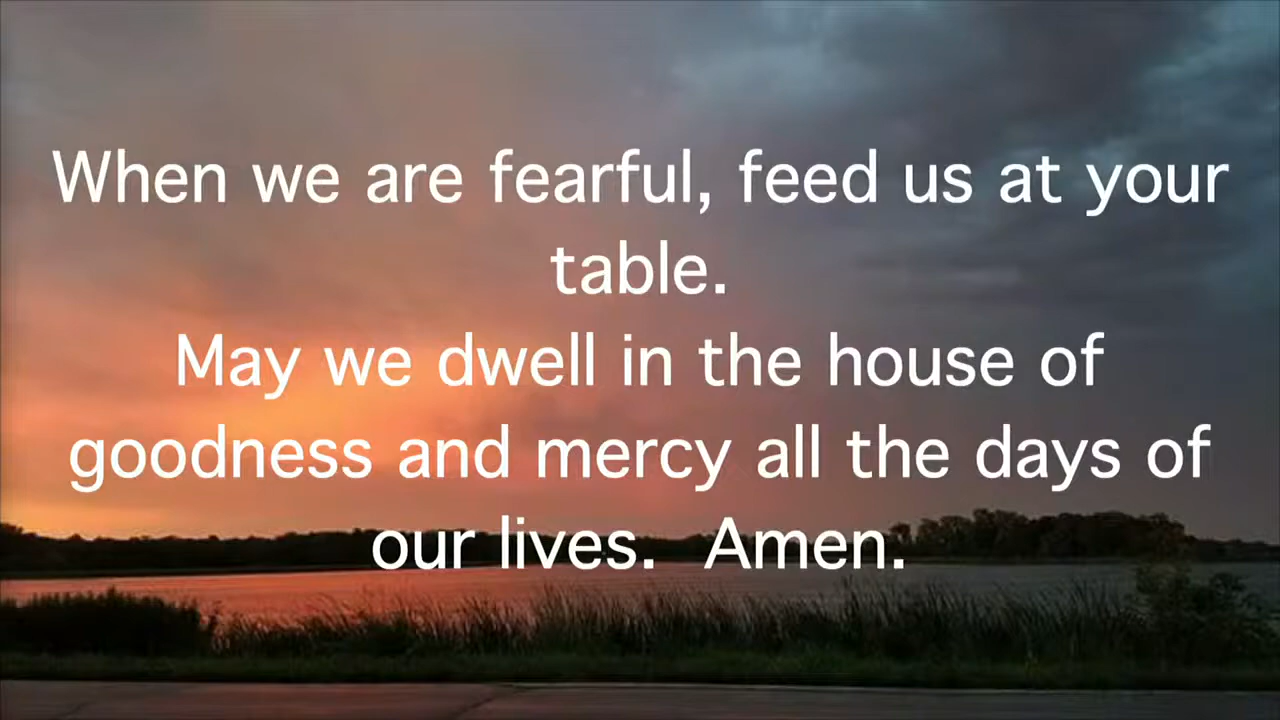 When we are fearful, feed us at your
table.
May we dwell in the house of
goodness and mercy all the days of
our lives.  Amen.